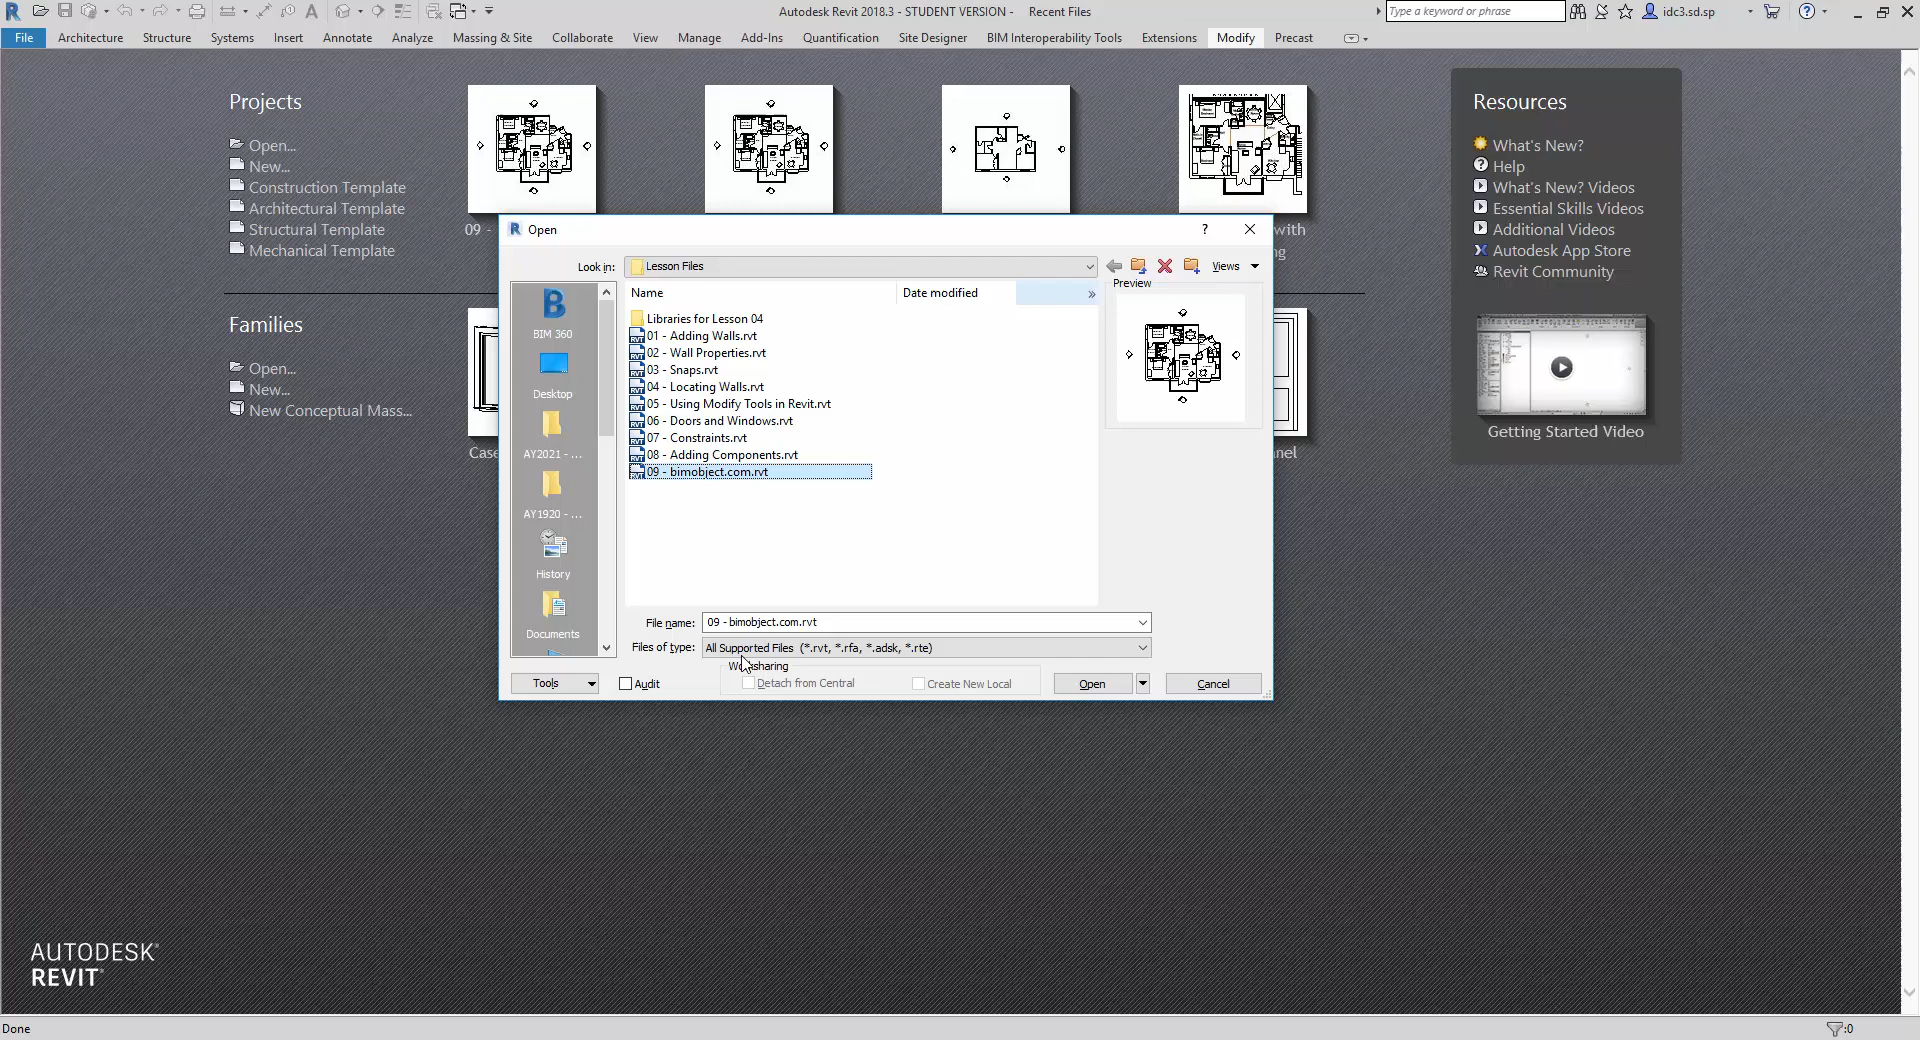 Autodesk Revit 2018.3 - STUDENT VERSION - Recent Files
Type a keyword or phrase
idc3.sd.sp
File Architecture Structure Systems Insert Annotate Analyze Massing & Site Collaborate View Manage Add-Ins Quantification Site Designer BIM Interoperability Tools Extensions Modify Precast
Projects
Open...
New...
Construction Template
Architectural Template
Structural Template
Mechanical Template
09 -
with
Families
Open...
New...
New Conceptual Mass...
Case
nel
Resources
What's New?
Help
What's New? Videos
Essential Skills Videos
Additional Videos
Autodesk App Store
Revit Community
Getting Started Video
R Open
Look in: Lesson Files Views
Name Date modified »
Preview
BIM 360
Desktop
AY2021 - ...
AY1920 - ...
History
Documents
Libraries for Lesson 04
01 - Adding Walls.rvt
02 - Wall Properties.rvt
03 - Snaps.rvt
04 - Locating Walls.rvt
05 - Using Modify Tools in Revit.rvt
06 - Doors and Windows.rvt
07 - Constraints.rvt
08 - Adding Components.rvt
09 - bimobject.com.rvt
File name: 09 - bimobject.com.rvt
Files of type: All Supported Files (*.rvt, *.rfa, *.adsk, *.rte)
Worksharing
Tools Audit Detach from Central Create New Local Open Cancel
AUTODESK®
REVIT®
Done
:0